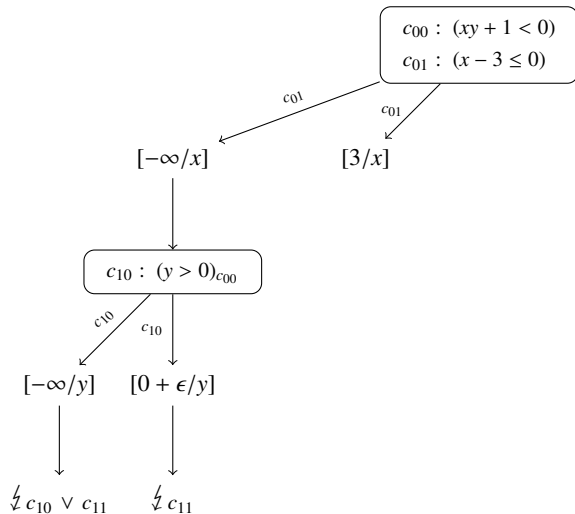 c₀₀ : (xy + 1 < 0)
c₀₁ : (x − 3 ≤ 0)
c₀₁
c₀₁
[−∞/x]
[3/x]
c₁₀ : (y > 0)c₀₀
c₁₀
c₁₀
[−∞/y]
[0 + ϵ/y]
↯ c₁₀ ∨ c₁₁
↯ c₁₁